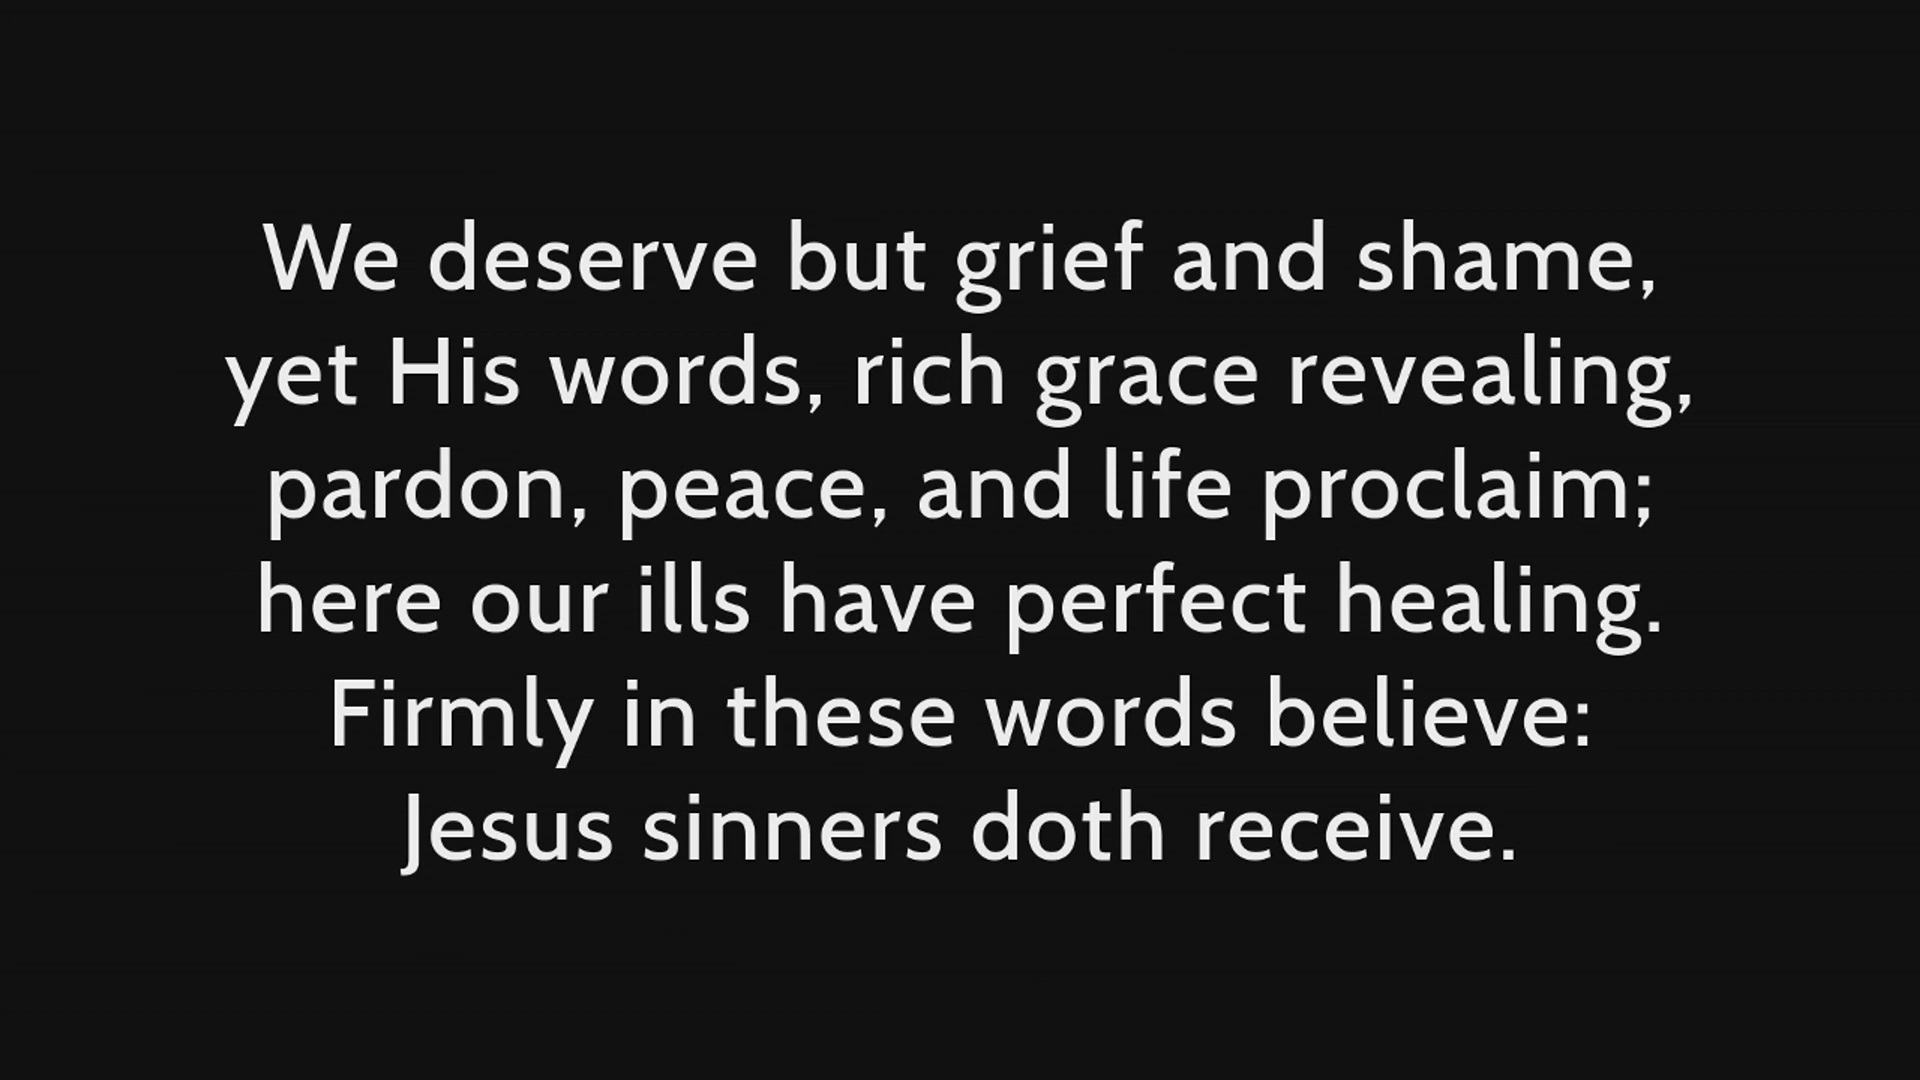 We deserve but grief and shame,
yet His words, rich grace revealing,
pardon, peace, and life proclaim;
here our ills have perfect healing.
Firmly in these words believe:
Jesus sinners doth receive.